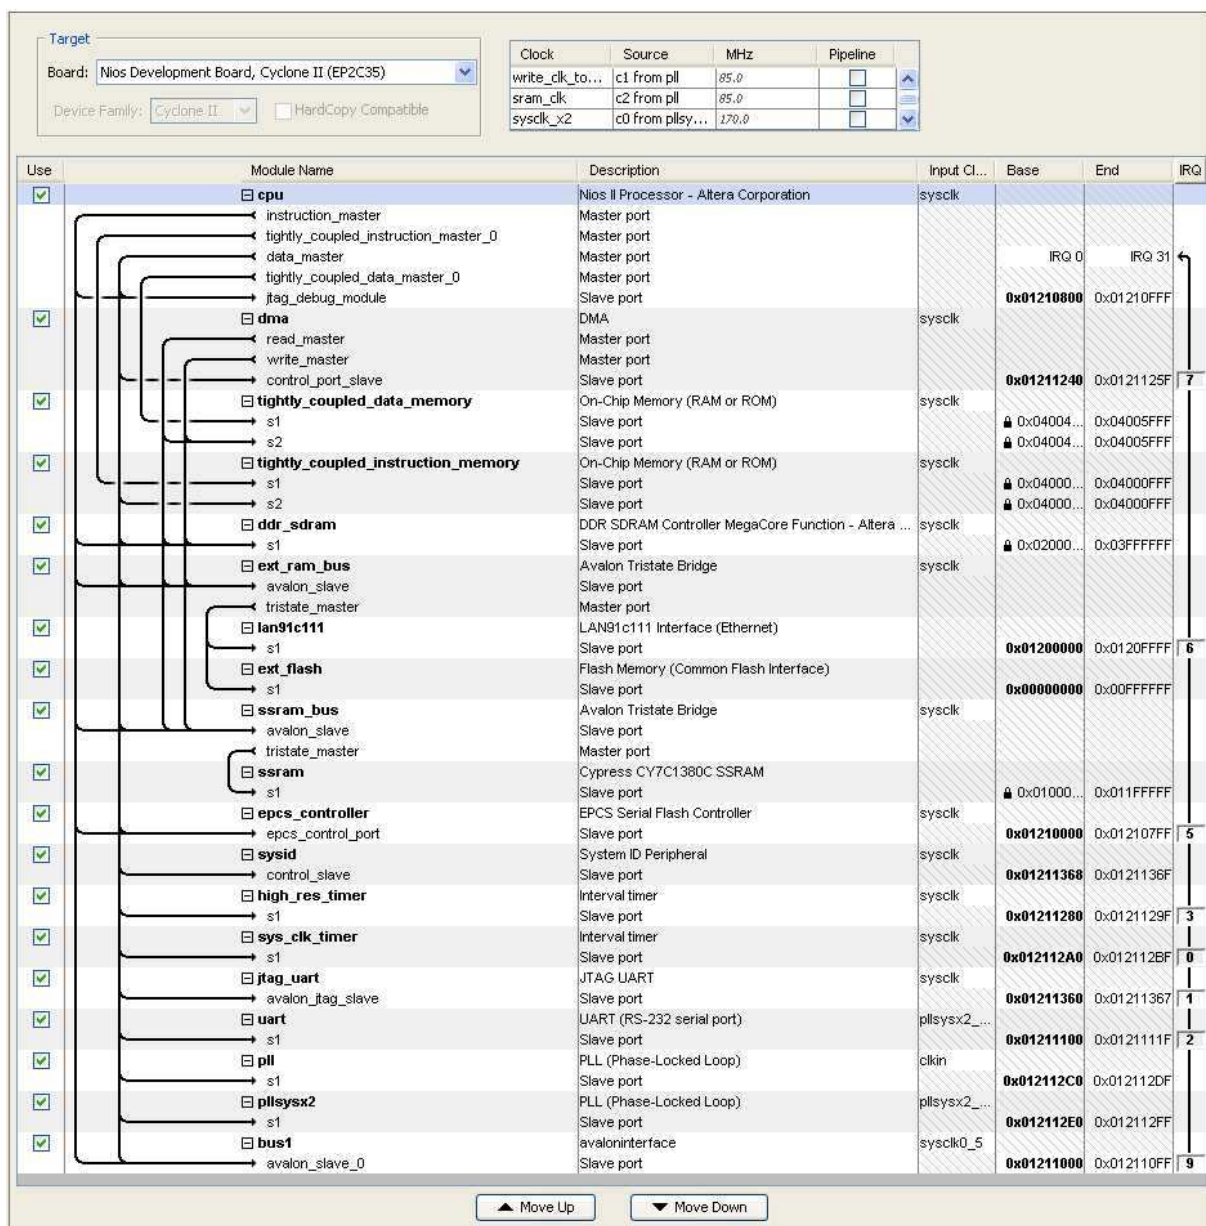 Target
Board: Nios Development Board, Cyclone II (EP2C35)
Device Family: Cyclone II HardCopy Compatible
Clock Source MHz Pipeline
write_clk_to... c1 from pll 85.0
sram_clk c2 from pll 85.0
sysclk_x2 c0 from pllsy... 170.0
Use Module Name Description Input Cl... Base End IRQ
cpu Nios II Processor - Altera Corporation sysclk
instruction_master Master port
tightly_coupled_instruction_master_0 Master port
data_master Master port IRQ 0 IRQ 31
tightly_coupled_data_master_0 Master port
jtag_debug_module Slave port 0x01210800 0x01210FFF
dma DMA sysclk
read_master Master port
write_master Master port
control_port_slave Slave port 0x01211240 0x0121125F 7
tightly_coupled_data_memory On-Chip Memory (RAM or ROM) sysclk
s1 Slave port 0x04004... 0x04005FFF
s2 Slave port 0x04004... 0x04005FFF
tightly_coupled_instruction_memory On-Chip Memory (RAM or ROM) sysclk
s1 Slave port 0x04000... 0x04000FFF
s2 Slave port 0x04000... 0x04000FFF
ddr_sdram DDR SDRAM Controller MegaCore Function - Altera ... sysclk
s1 Slave port 0x02000... 0x03FFFFFF
ext_ram_bus Avalon Tristate Bridge sysclk
avalon_slave Slave port
tristate_master Master port
lan91c111 LAN91c111 Interface (Ethernet)
s1 Slave port 0x01200000 0x0120FFFF 6
ext_flash Flash Memory (Common Flash Interface)
s1 Slave port 0x00000000 0x00FFFFFF
ssram_bus Avalon Tristate Bridge sysclk
avalon_slave Slave port
tristate_master Master port
ssram Cypress CY7C1380C SSRAM
s1 Slave port 0x01000... 0x011FFFFF
epcs_controller EPCS Serial Flash Controller sysclk
epcs_control_port Slave port 0x01210000 0x012107FF 5
sysid System ID Peripheral sysclk
control_slave Slave port 0x01211368 0x0121136F
high_res_timer Interval timer sysclk
s1 Slave port 0x01211280 0x0121129F 3
sys_clk_timer Interval timer sysclk
s1 Slave port 0x012112A0 0x012112BF 0
jtag_uart JTAG UART sysclk
avalon_jtag_slave Slave port 0x01211360 0x01211367 1
uart UART (RS-232 serial port) pllsysx2_...
s1 Slave port 0x01211100 0x0121111F 2
pll PLL (Phase-Locked Loop) clkin
s1 Slave port 0x012112C0 0x012112DF
pllsysx2 PLL (Phase-Locked Loop) pllsysx2_...
s1 Slave port 0x012112E0 0x012112FF
bus1 avaloninterface sysclk0_5
avalon_slave_0 Slave port 0x01211000 0x012110FF 9
Move Up Move Down